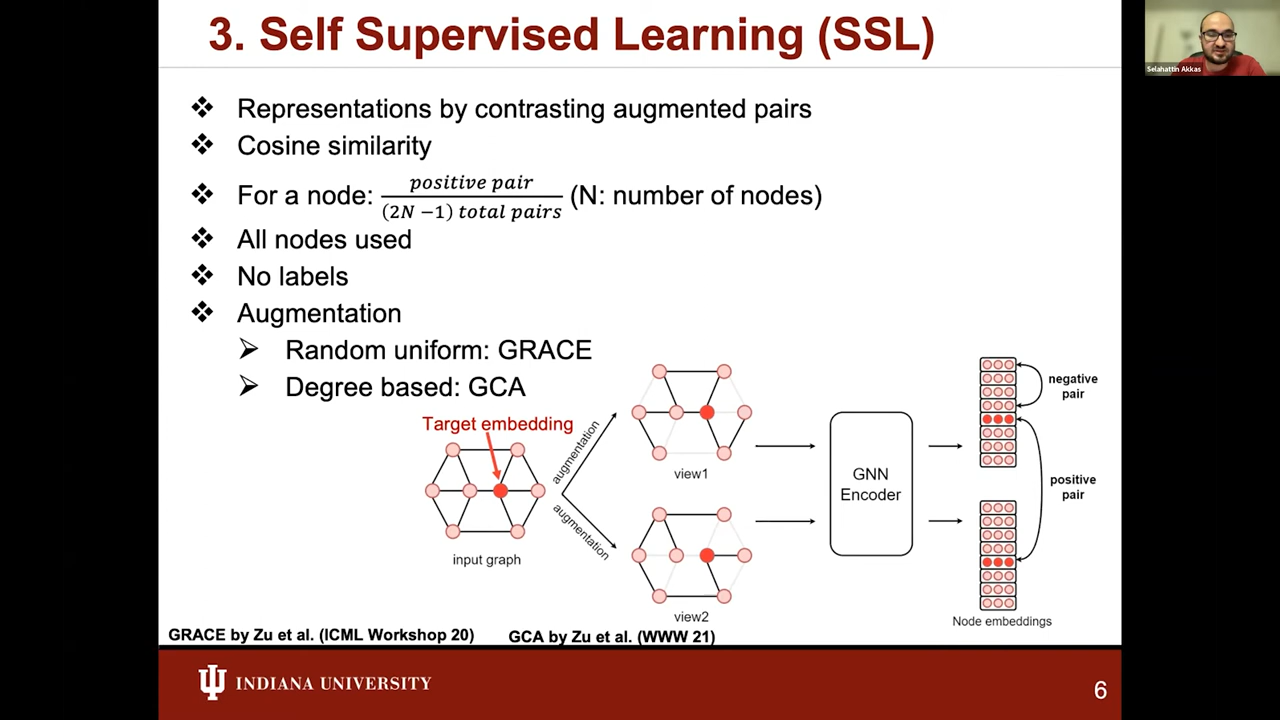 3. Self Supervised Learning (SSL)
Selahattin Akkas
❖ Representations by contrasting augmented pairs
❖ Cosine similarity
❖ For a node: positive pair / (2N −1) total pairs (N: number of nodes)
❖ All nodes used
❖ No labels
❖ Augmentation
➢ Random uniform: GRACE
➢ Degree based: GCA
Target embedding
input graph
augmentation
augmentation
view1
view2
GNN
Encoder
negative
pair
positive
pair
Node embeddings
GRACE by Zu et al. (ICML Workshop 20)
GCA by Zu et al. (WWW 21)
INDIANA UNIVERSITY
6